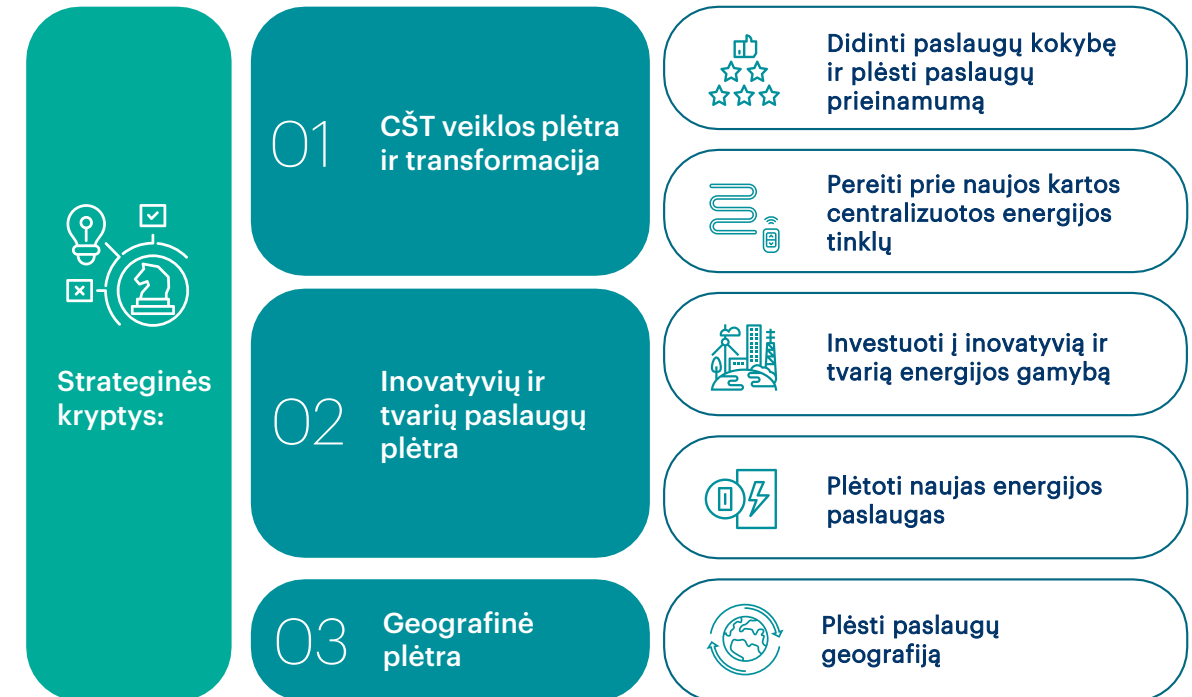 Strateginės
kryptys:
01
CŠT veiklos plėtra
ir transformacija
Didinti paslaugų kokybę
ir plėsti paslaugų
prieinamumą
Pereiti prie naujos kartos
centralizuotos energijos
tinklų
02
Inovatyvių ir
tvarių paslaugų
plėtra
Investuoti į inovatyvią ir
tvarią energijos gamybą
Plėtoti naujas energijos
paslaugas
03
Geografinė
plėtra
Plėsti paslaugų
geografiją